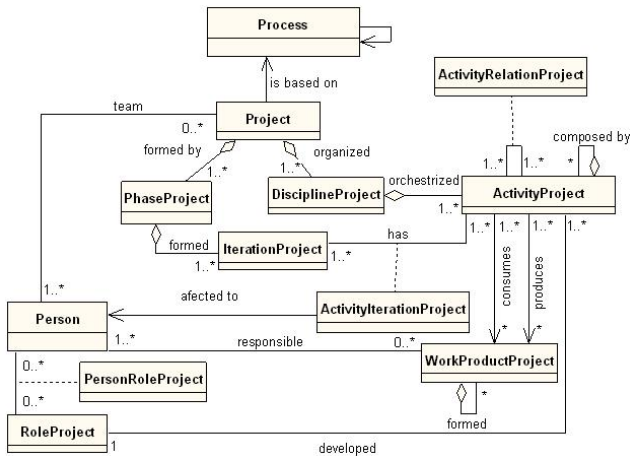 Process
is based on
ActivityRelationProject
team
Project
0..*
composed by
formed by
organized
1..*
1..*
1..*
1..*
*
PhaseProject
DisciplineProject
orchestrized
ActivityProject
1..*
formed
IterationProject
has
1..*
1..*
1..*
1..*
1..*
1..*
1..*
consumes
produces
afected to
ActivityIterationProject
1..*
Person
*
*
1..*
responsible
0..*
WorkProductProject
0..*
PersonRoleProject
*
0..*
formed
RoleProject
1
developed